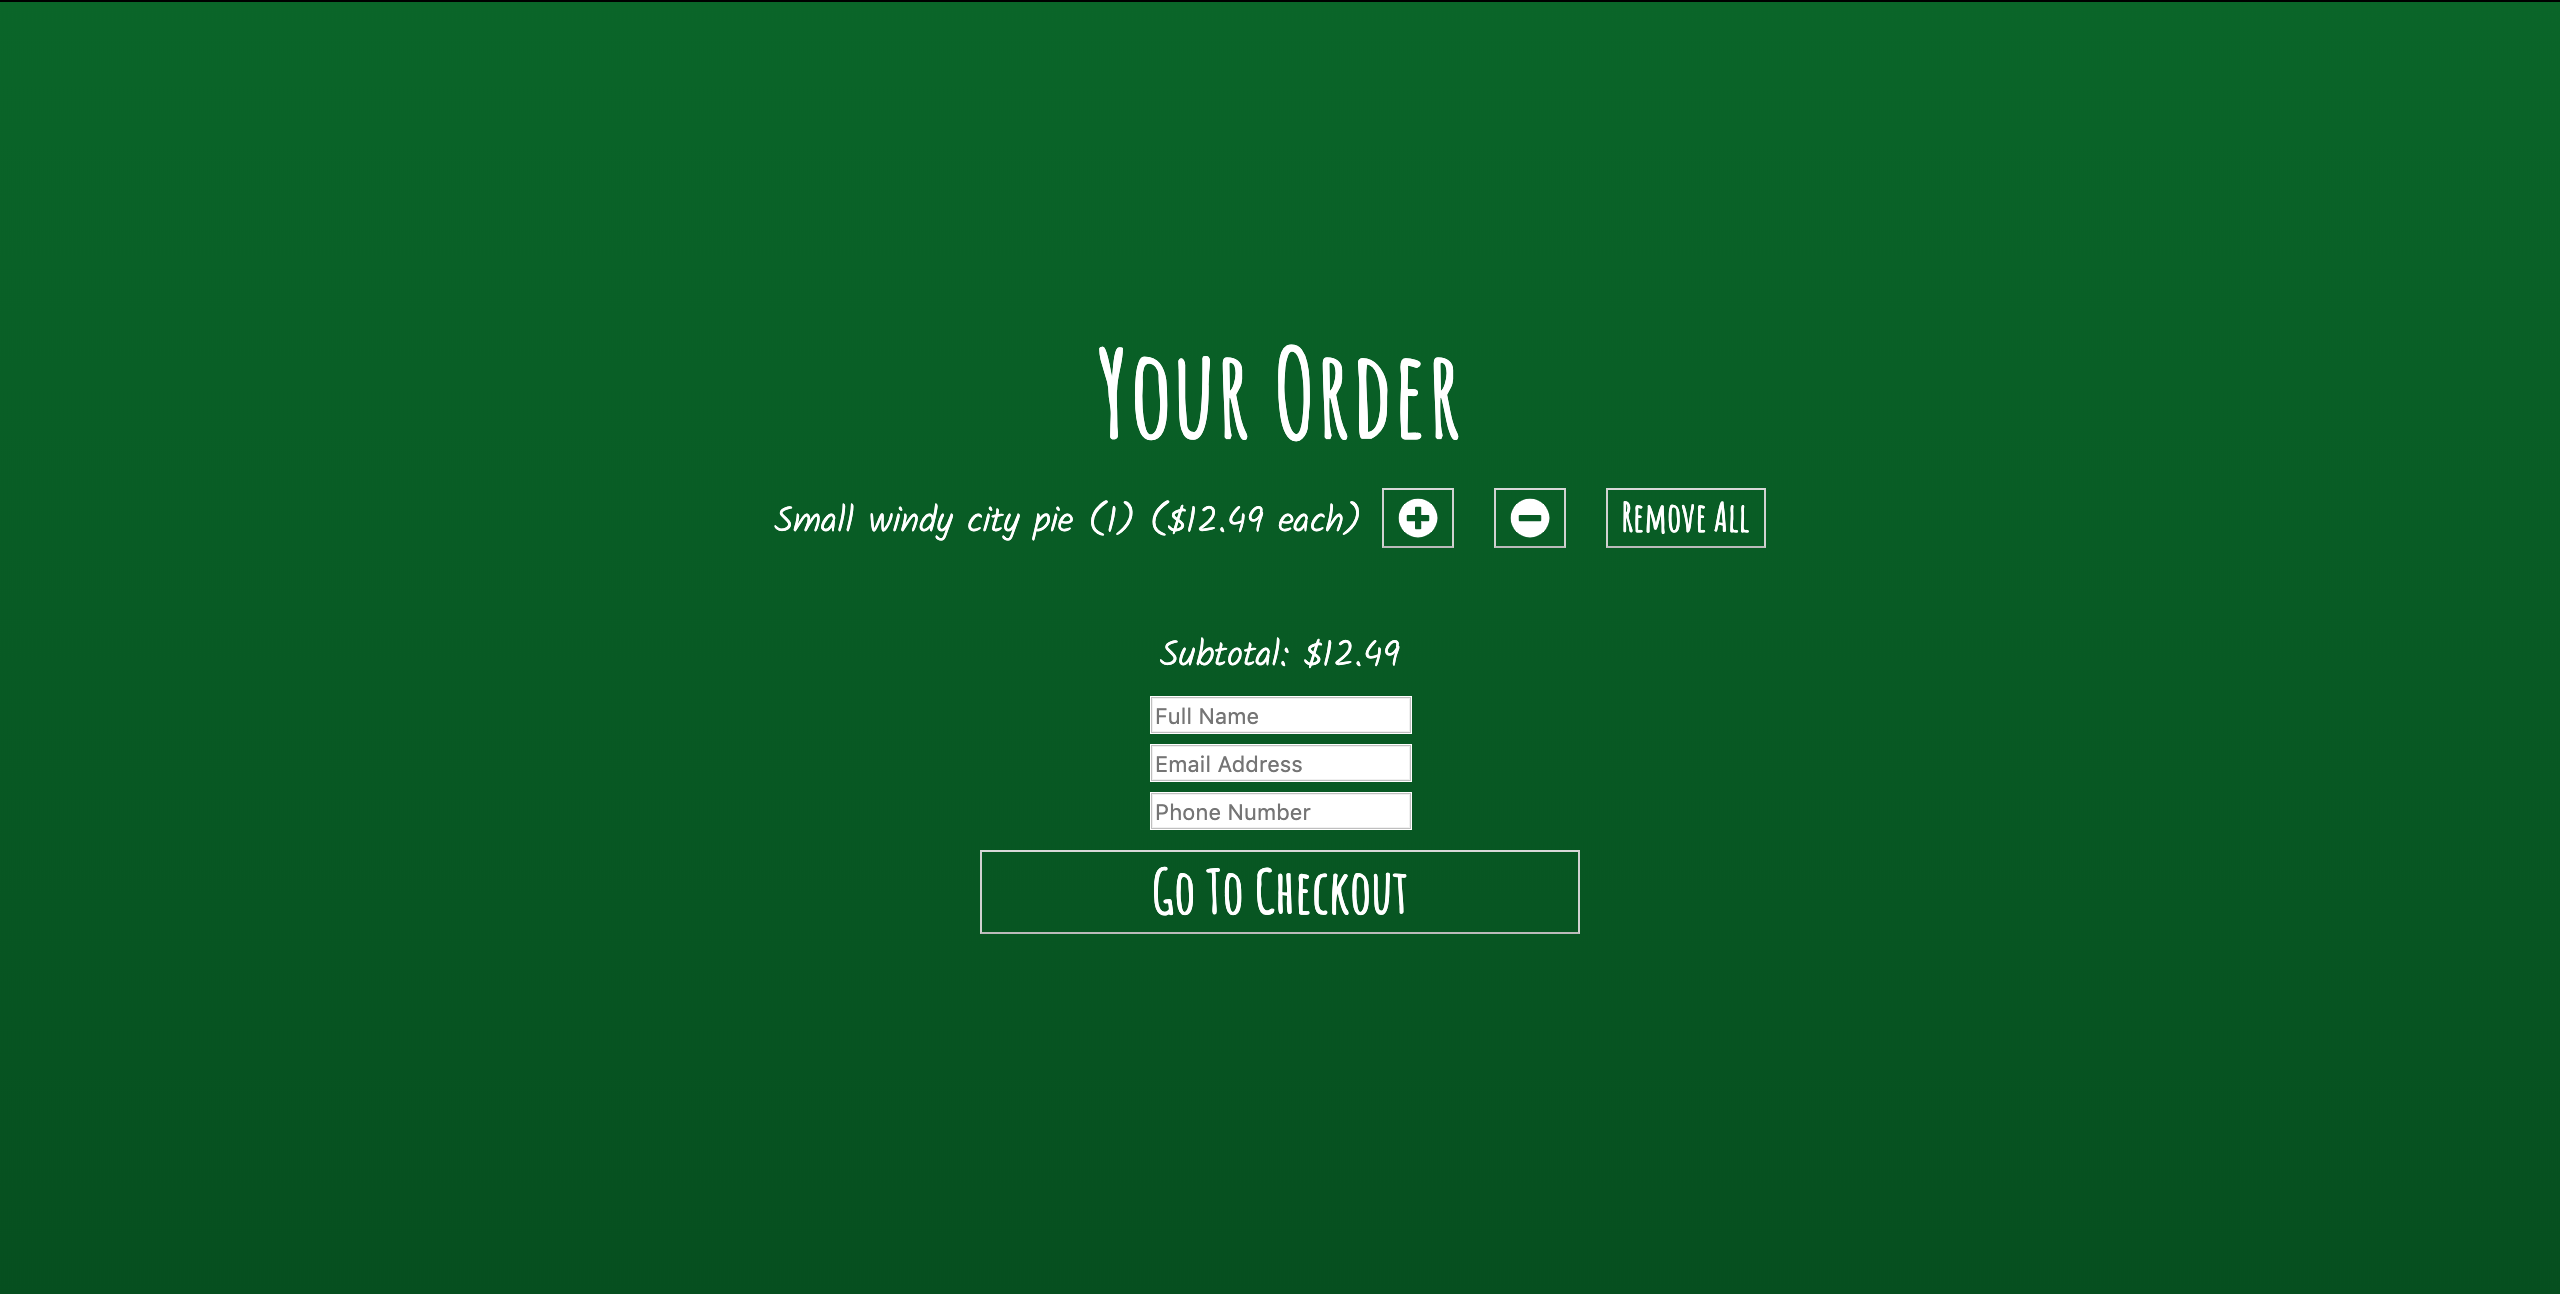 Your Order
Small windy city pie (1) ($12.49 each) Remove All
Subtotal: $12.49
Full Name
Email Address
Phone Number
Go To Checkout